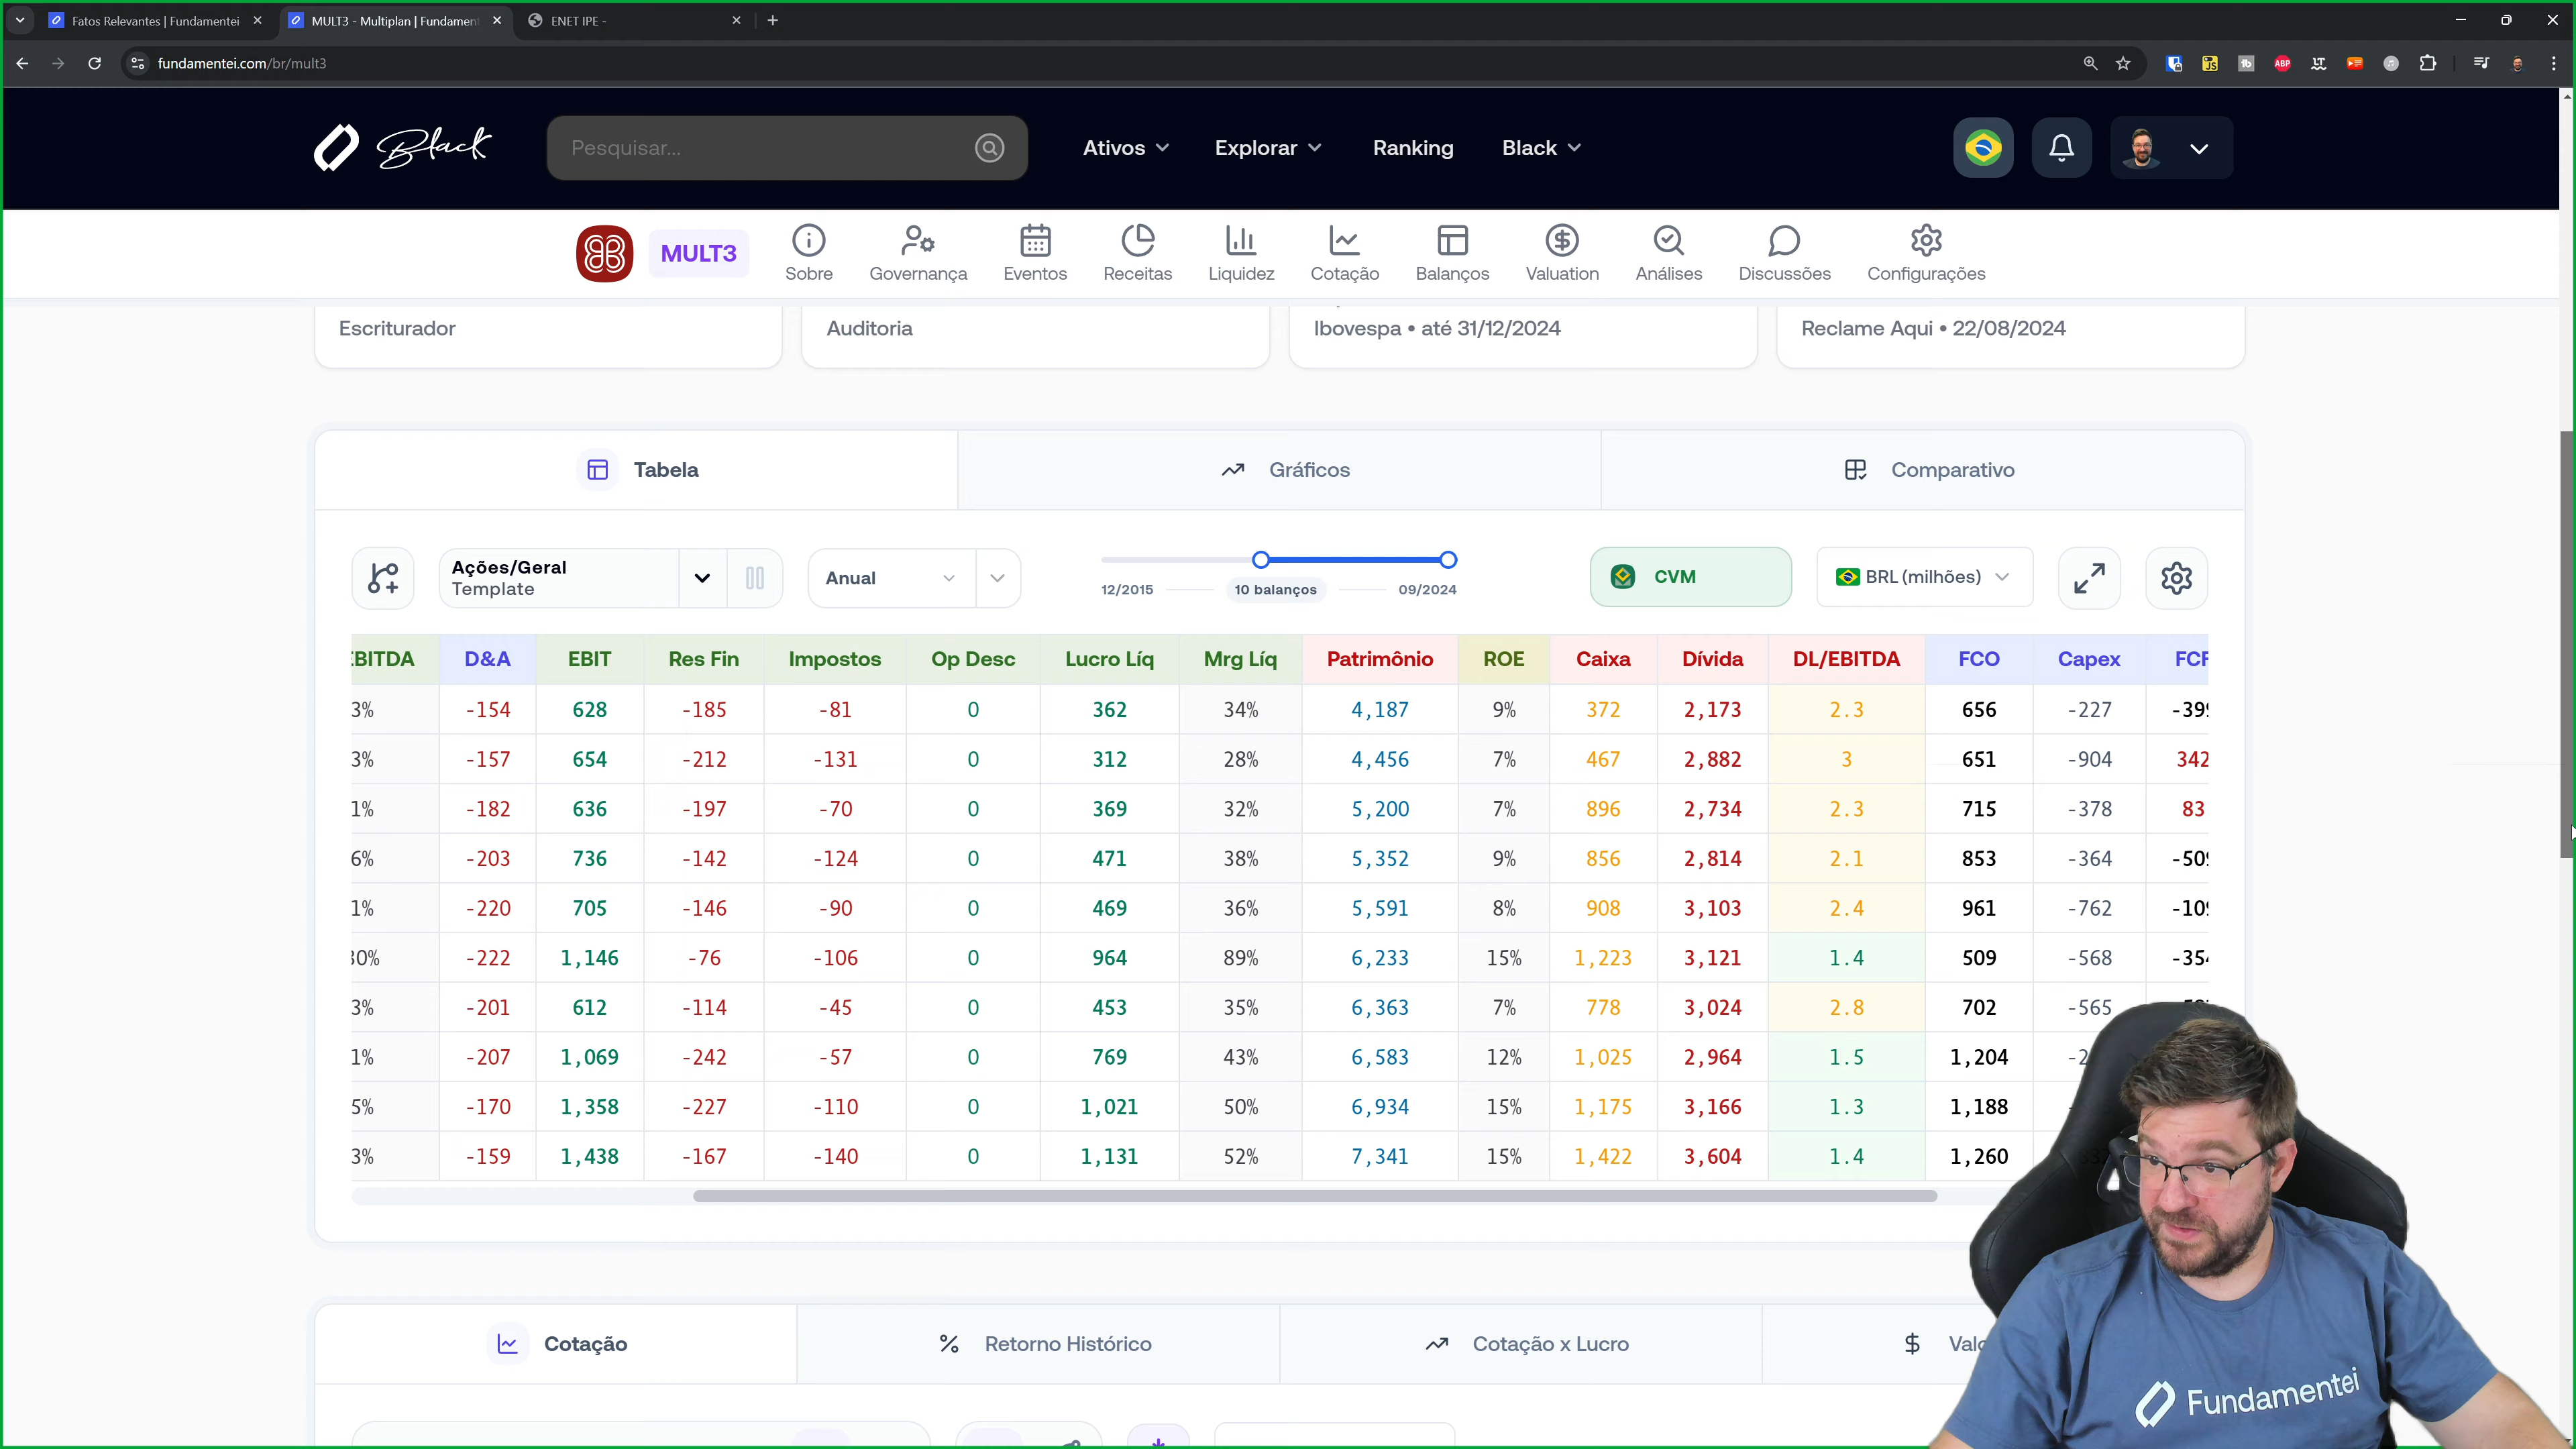 Fatos Relevantes | Fundamentei
MULT3 - Multiplan | Fundament
ENET IPE -
fundamentei.com/br/mult3
Black
Pesquisar...
Ativos
Explorar
Ranking
Black
MULT3
Sobre
Governança
Eventos
Receitas
Liquidez
Cotação
Balanços
Valuation
Análises
Discussões
Configurações
Escriturador
Auditoria
Ibovespa • até 31/12/2024
Reclame Aqui • 22/08/2024
Tabela
Gráficos
Comparativo
Ações/Geral
Template
Anual
12/2015
10 balanços
09/2024
CVM
BRL (milhões)
EBITDA D&A EBIT Res Fin Impostos Op Desc Lucro Líq Mrg Líq Patrimônio ROE Caixa Dívida DL/EBITDA FCO Capex FCF
3% -154 628 -185 -81 0 362 34% 4,187 9% 372 2,173 2.3 656 -227 -399
3% -157 654 -212 -131 0 312 28% 4,456 7% 467 2,882 3 651 -904 342
1% -182 636 -197 -70 0 369 32% 5,200 7% 896 2,734 2.3 715 -378 83
6% -203 736 -142 -124 0 471 38% 5,352 9% 856 2,814 2.1 853 -364 -509
1% -220 705 -146 -90 0 469 36% 5,591 8% 908 3,103 2.4 961 -762 -109
30% -222 1,146 -76 -106 0 964 89% 6,233 15% 1,223 3,121 1.4 509 -568 -354
3% -201 612 -114 -45 0 453 35% 6,363 7% 778 3,024 2.8 702 -565
1% -207 1,069 -242 -57 0 769 43% 6,583 12% 1,025 2,964 1.5 1,204 -2
5% -170 1,358 -227 -110 0 1,021 50% 6,934 15% 1,175 3,166 1.3 1,188
3% -159 1,438 -167 -140 0 1,131 52% 7,341 15% 1,422 3,604 1.4 1,260
Cotação
Retorno Histórico
Cotação x Lucro
Fundamentei